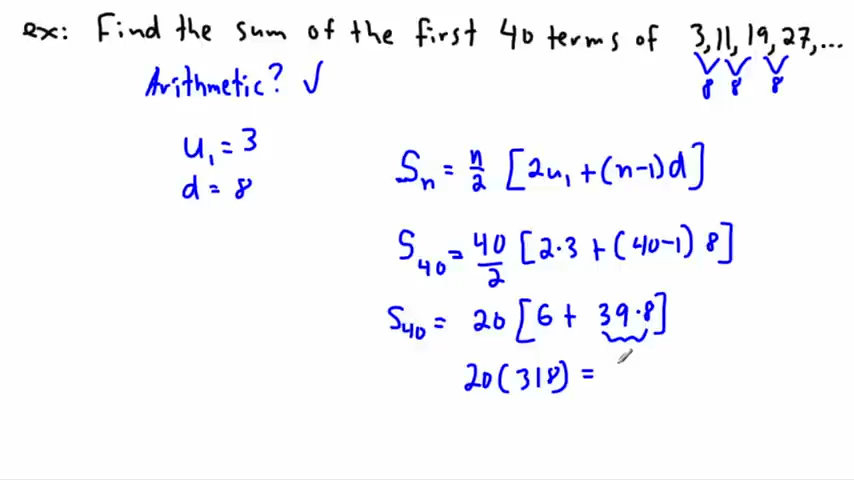 ex: Find the sum of the first 40 terms of 3, 11, 19, 27, ...
8 8 8
Arithmetic? ✓
u₁ = 3
d = 8
Sₙ = n/2 [2u₁ + (n-1)d]
S₄₀ = 40/2 [2·3 + (40-1) 8]
S₄₀ = 20 [6 + 39·8]
20(318) =